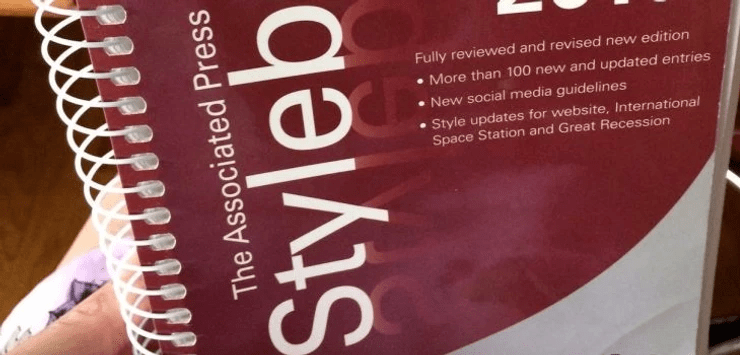 The Associated Press
Styleb
Fully reviewed and revised new edition
• More than 100 new and updated entries
• New social media guidelines
• Style updates for website, International
Space Station and Great Recession